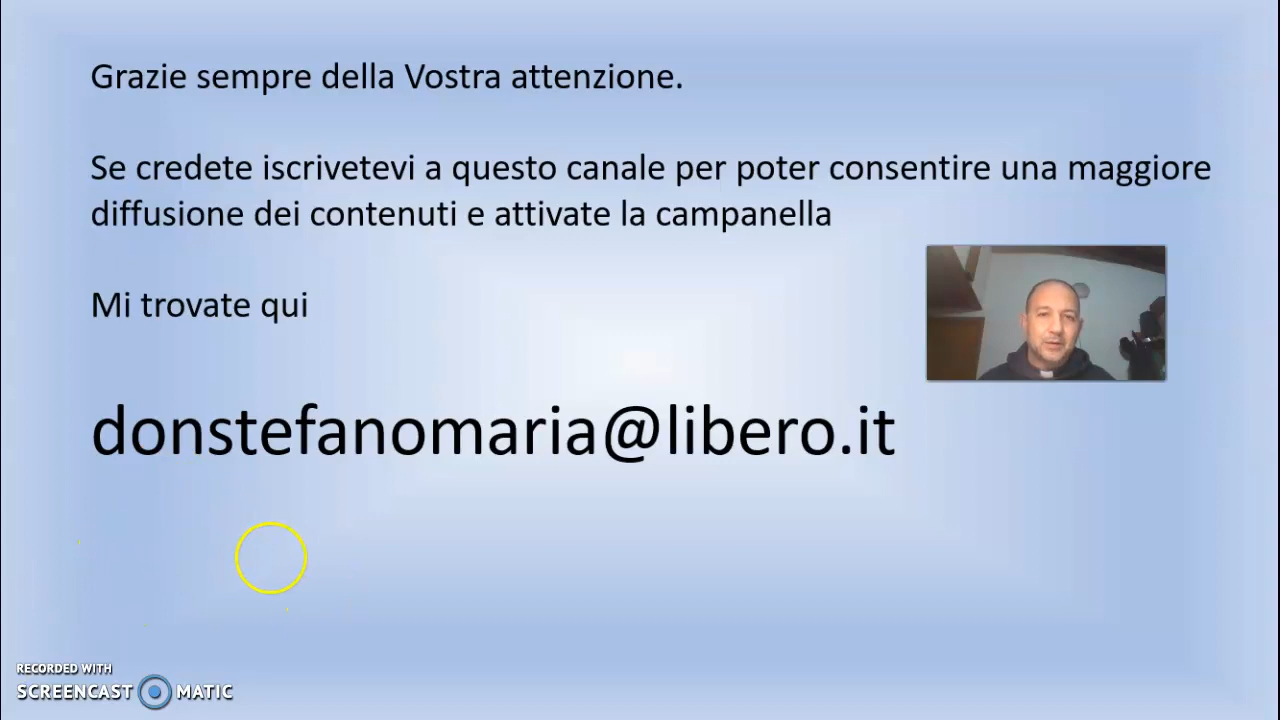 Grazie sempre della Vostra attenzione.
Se credete iscrivetevi a questo canale per poter consentire una maggiore
diffusione dei contenuti e attivate la campanella
Mi trovate qui
donstefanomaria@libero.it
RECORDED WITH
SCREENCAST MATIC